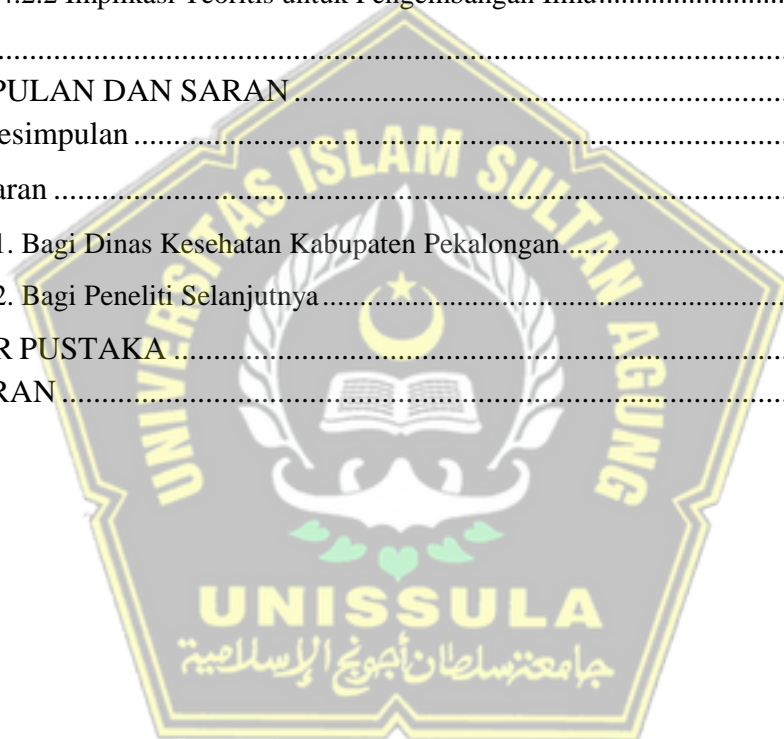 4.2.2 Implikasi Teoritis untuk Pengembangan Ilmu
PULAN DAN SARAN
esimpulan
aran
1. Bagi Dinas Kesehatan Kabupaten Pekalongan
2. Bagi Peneliti Selanjutnya
R PUSTAKA
RAN
UNIVERSITAS ISLAM SULTAN AGUNG
UNISSULA
جامعة سلطان أجونج الإسلامية